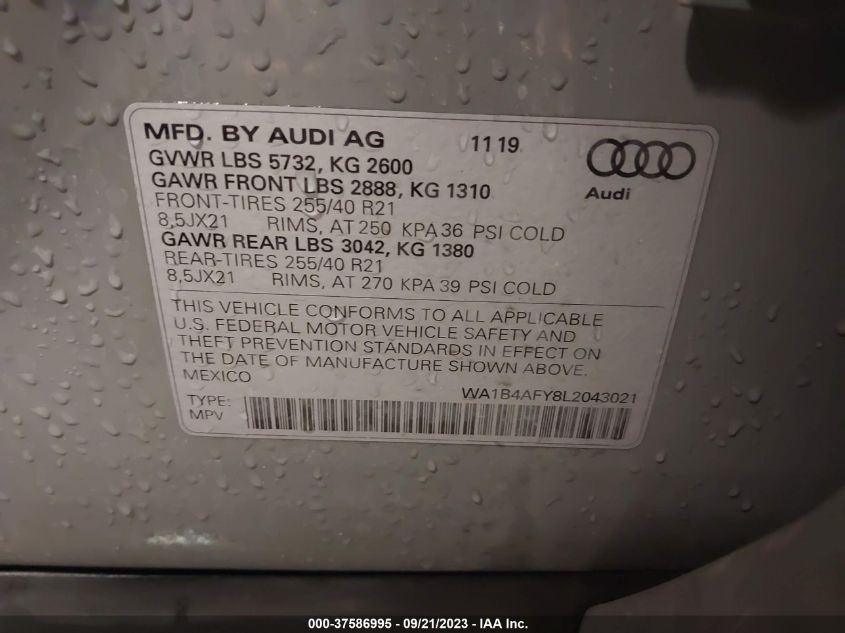 MFD. BY AUDI AG 11 19
GVWR LBS 5732, KG 2600
GAWR FRONT LBS 2888, KG 1310
Audi
FRONT-TIRES 255/40 R21
8,5JX21 RIMS, AT 250 KPA 36 PSI COLD
GAWR REAR LBS 3042, KG 1380
REAR-TIRES 255/40 R21
8,5JX21 RIMS, AT 270 KPA 39 PSI COLD
THIS VEHICLE CONFORMS TO ALL APPLICABLE
U.S. FEDERAL MOTOR VEHICLE SAFETY AND
THEFT PREVENTION STANDARDS IN EFFECT ON
THE DATE OF MANUFACTURE SHOWN ABOVE.
MEXICO
WA1B4AFY8L2043021
TYPE:
MPV
000-37586995 - 09/21/2023 - IAA Inc.